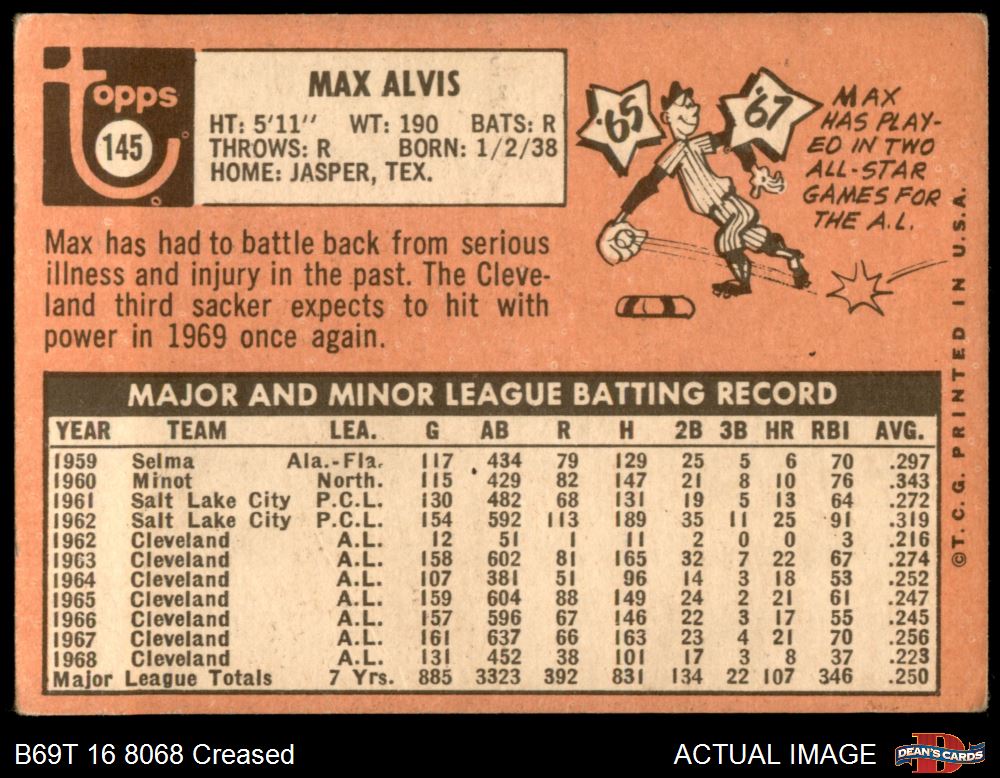 Topps
145
MAX ALVIS
HT: 5'11" WT: 190 BATS: R
THROWS: R BORN: 1/2/38
HOME: JASPER, TEX.
'65
'67
MAX
HAS PLAY-
ED IN TWO
ALL-STAR
GAMES FOR
THE A.L.
Max has had to battle back from serious
illness and injury in the past. The Cleve-
land third sacker expects to hit with
power in 1969 once again.
MAJOR AND MINOR LEAGUE BATTING RECORD
YEAR TEAM LEA. G AB R H 2B 3B HR RBI AVG.
1959 Selma Ala.-Fla. 117 434 79 129 25 5 6 70 .297
1960 Minot North. 115 429 82 147 21 8 10 76 .343
1961 Salt Lake City P.C.L. 130 482 68 131 19 5 13 64 .272
1962 Salt Lake City P.C.L. 154 592 113 189 35 11 25 91 .319
1962 Cleveland A.L. 12 51 1 11 2 0 0 3 .216
1963 Cleveland A.L. 158 602 81 165 32 7 22 67 .274
1964 Cleveland A.L. 107 381 51 96 14 3 18 53 .252
1965 Cleveland A.L. 159 604 88 149 24 2 21 61 .247
1966 Cleveland A.L. 157 596 67 146 22 3 17 55 .245
1967 Cleveland A.L. 161 637 66 163 23 4 21 70 .256
1968 Cleveland A.L. 131 452 38 101 17 3 8 37 .223
Major League Totals 7 Yrs. 885 3323 392 831 134 22 107 346 .250
©T. C. G. PRINTED IN U.S.A.
B69T 16 8068 Creased
ACTUAL IMAGE
DEAN'S CARDS